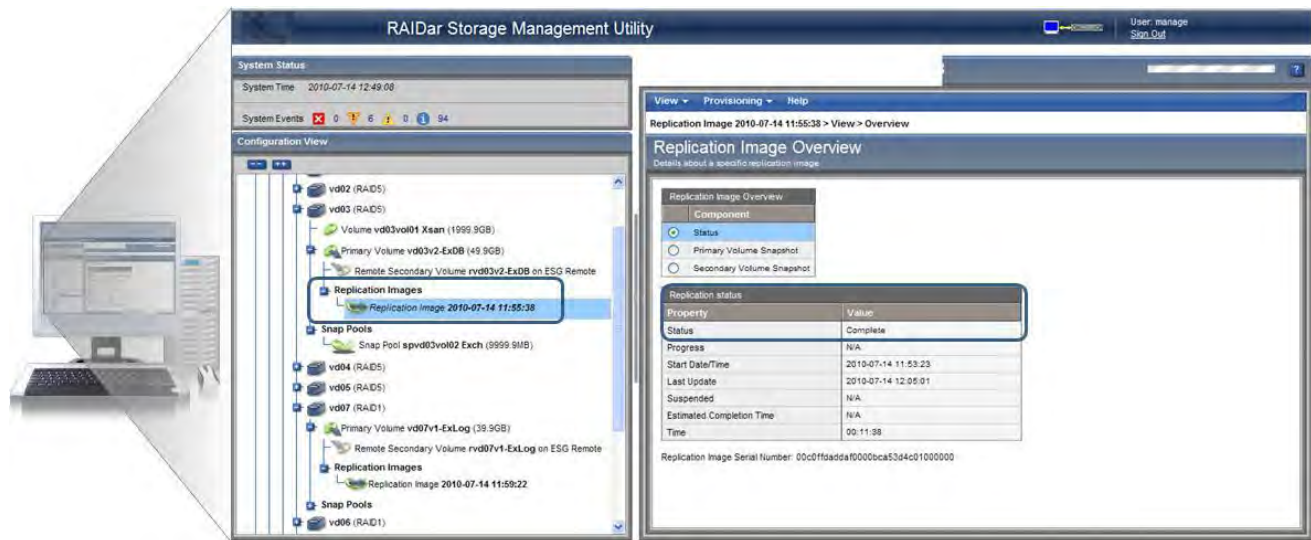 RAIDar Storage Management Utility
User: manage
Sign Out
System Status
System Time 2010-07-14 12:49:08
System Events 0 6 0 94
Configuration View
vd02 (RAID5)
vd03 (RAID5)
Volume vd03vol01 Xsan (1999.9GB)
Primary Volume vd03v2-ExDB (49.9GB)
Remote Secondary Volume rvd03v2-ExDB on ESG Remote
Replication Images
Replication Image 2010-07-14 11:55:38
Snap Pools
Snap Pool spvd03vol02 Exch (9999.9MB)
vd04 (RAID5)
vd05 (RAID5)
vd07 (RAID1)
Primary Volume vd07v1-ExLog (39.9GB)
Remote Secondary Volume rvd07v1-ExLog on ESG Remote
Replication Images
Replication Image 2010-07-14 11:59:22
Snap Pools
vd06 (RAID1)
?
View Provisioning Help
Replication Image 2010-07-14 11:55:38 > View > Overview
Replication Image Overview
Details about a specific replication image
Replication Image Overview
Component
Status
Primary Volume Snapshot
Secondary Volume Snapshot
Replication status
Property Value
Status Complete
Progress N/A
Start Date/Time 2010-07-14 11:53:23
Last Update 2010-07-14 12:05:01
Suspended N/A
Estimated Completion Time N/A
Time 00:11:38
Replication Image Serial Number: 00c0ffdaddaf0000bca53d4c01000000